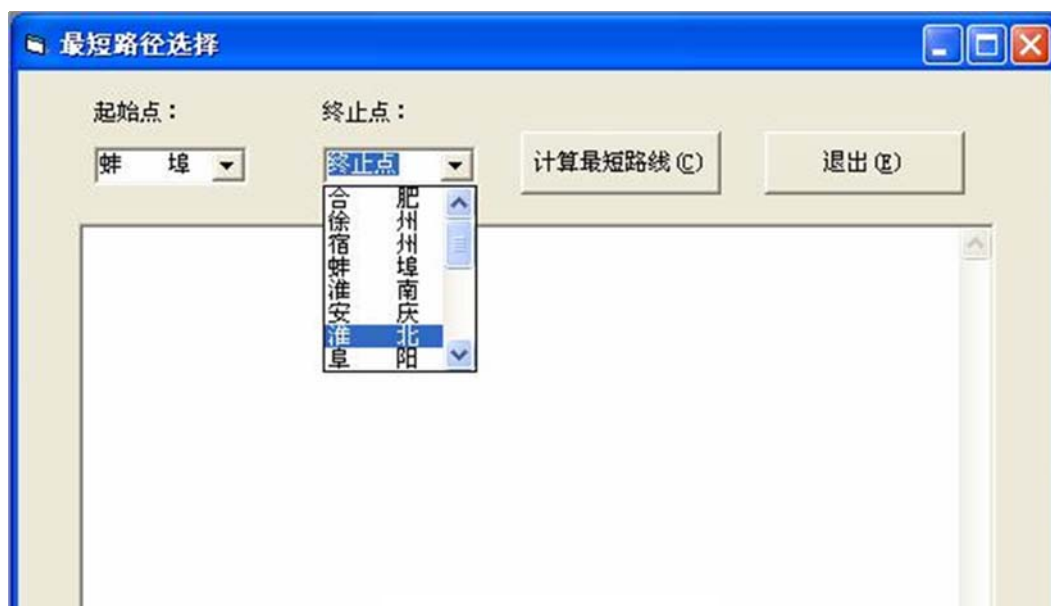 最短路径选择
起始点：
终止点：
蚌 埠
终止点
计算最短路线(C)
退出(E)
合 肥
徐 州
宿 州
蚌 埠
淮 南
安 庆
淮 北
阜 阳